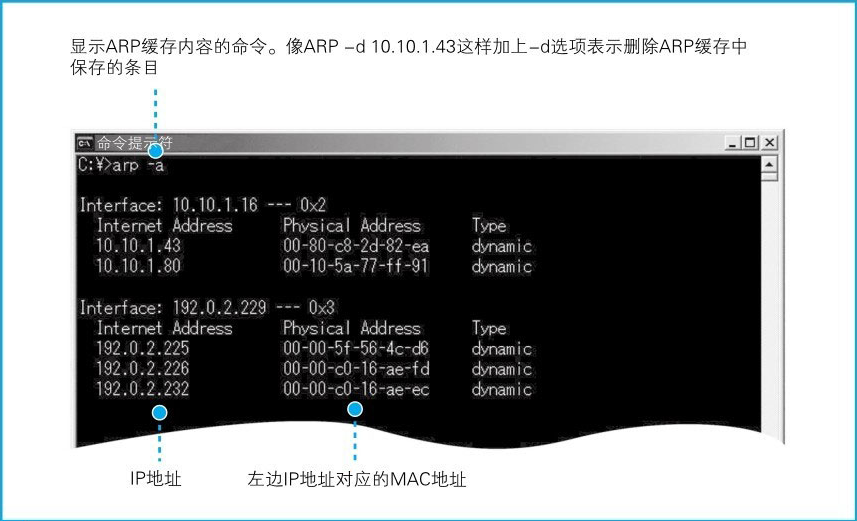 显示ARP缓存内容的命令。像ARP –d 10.10.1.43这样加上–d选项表示删除ARP缓存中
保存的条目
命令提示符
C:¥>arp -a
Interface: 10.10.1.16 --- 0x2
Internet Address Physical Address Type
10.10.1.43 00-80-c8-2d-82-ea dynamic
10.10.1.80 00-10-5a-77-ff-91 dynamic
Interface: 192.0.2.229 --- 0x3
Internet Address Physical Address Type
192.0.2.225 00-00-5f-56-4c-d6 dynamic
192.0.2.226 00-00-c0-16-ae-fd dynamic
192.0.2.232 00-00-c0-16-ae-ec dynamic
IP地址 左边IP地址对应的MAC地址